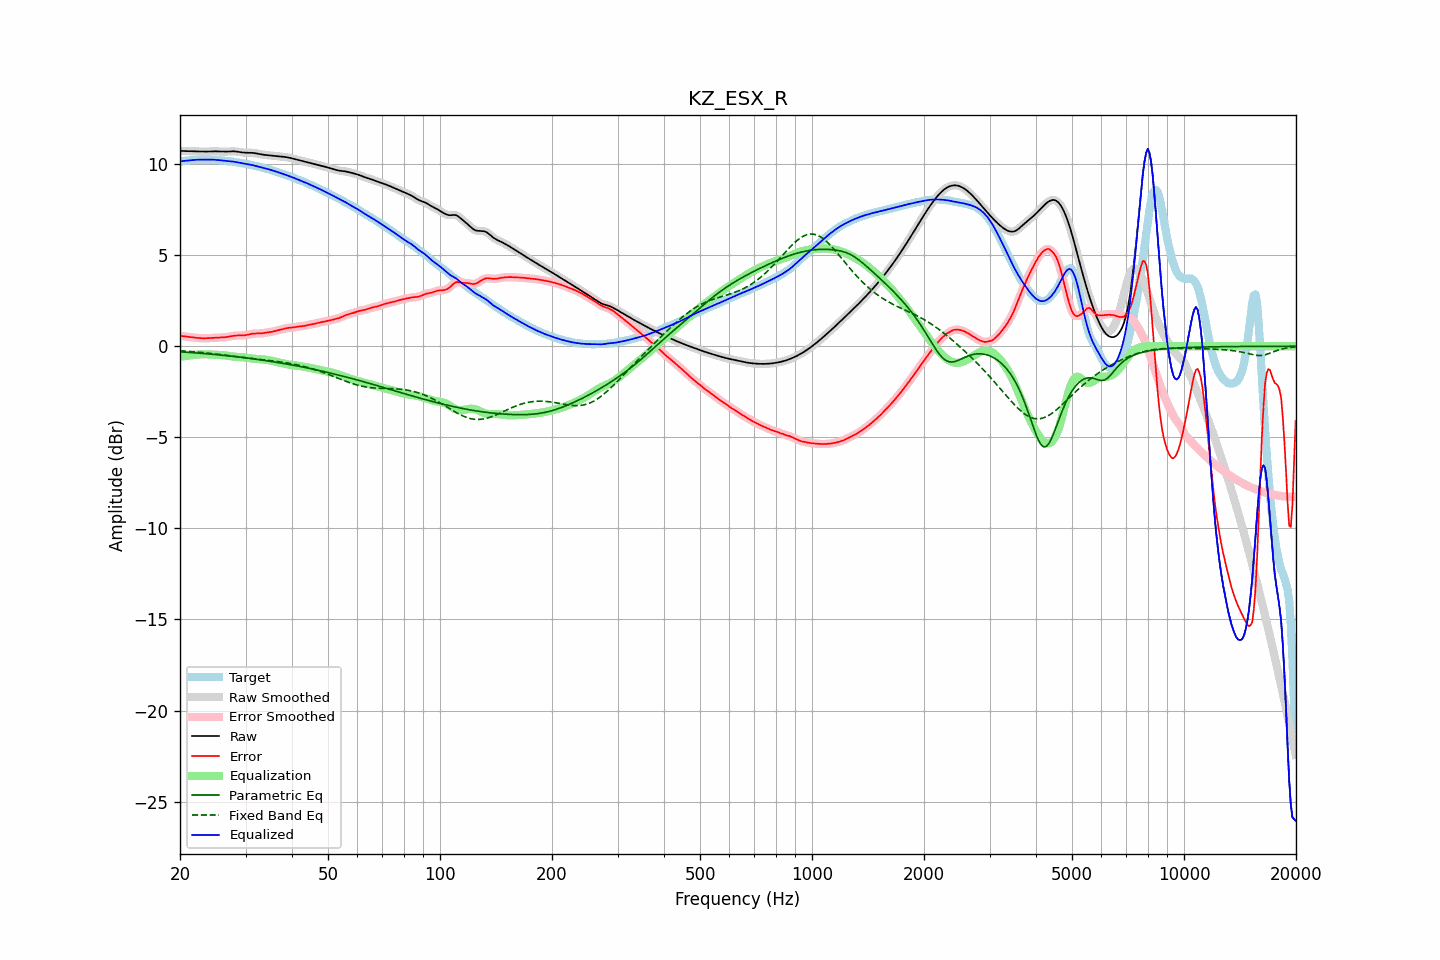 KZ_ESX_R
Amplitude (dBr)
10
5
0
−5
−10
−15
−20
−25
Target
Raw Smoothed
Error Smoothed
Raw
Error
Equalization
Parametric Eq
Fixed Band Eq
Equalized
20 50 100 200 500 1000 2000 5000 10000 20000
Frequency (Hz)